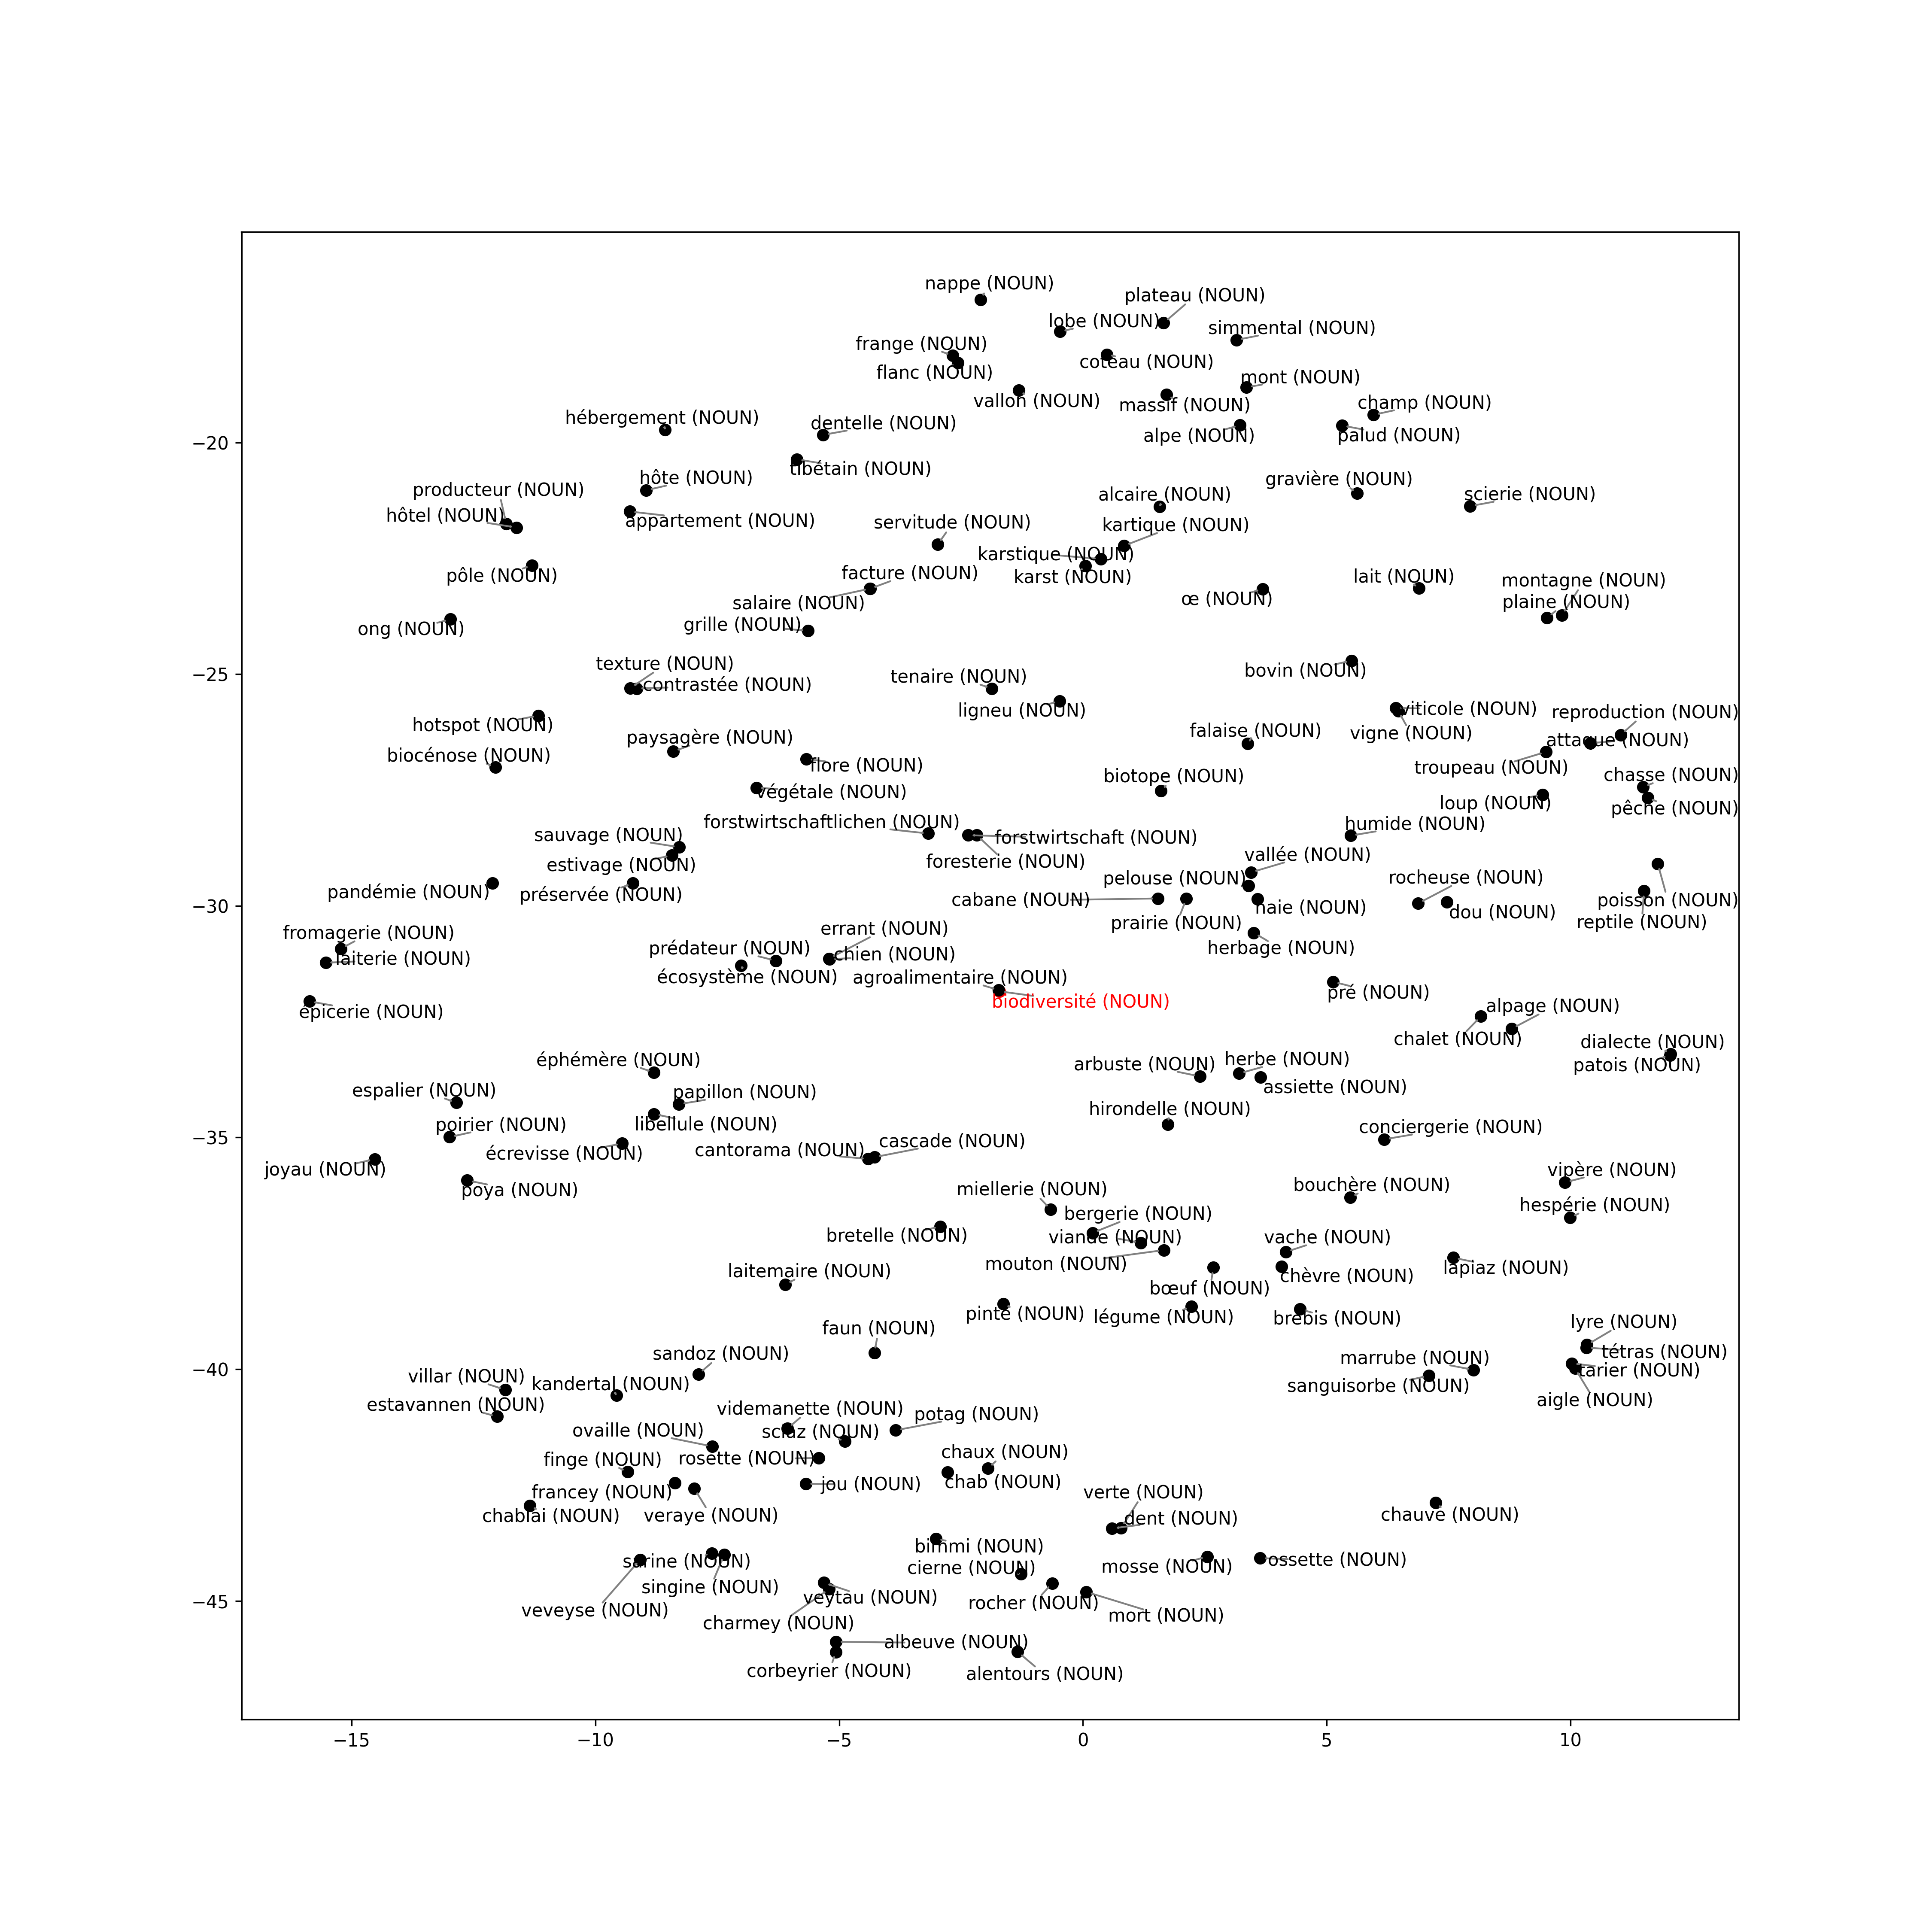 nappe (NOUN)
plateau (NOUN)
lobe (NOUN)
simmental (NOUN)
frange (NOUN)
coteau (NOUN)
flanc (NOUN)
mont (NOUN)
vallon (NOUN)
massif (NOUN)
champ (NOUN)
hébergement (NOUN)
dentelle (NOUN)
alpe (NOUN)
palud (NOUN)
−20
tibétain (NOUN)
hôte (NOUN)
gravière (NOUN)
producteur (NOUN)
alcaire (NOUN)
scierie (NOUN)
hôtel (NOUN)
appartement (NOUN)
servitude (NOUN)
kartique (NOUN)
karstique (NOUN)
pôle (NOUN)
facture (NOUN)
karst (NOUN)
lait (NOUN)
montagne (NOUN)
salaire (NOUN)
œ (NOUN)
plaine (NOUN)
ong (NOUN)
grille (NOUN)
texture (NOUN)
−25
contrastée (NOUN)
tenaire (NOUN)
bovin (NOUN)
hotspot (NOUN)
ligneu (NOUN)
viticole (NOUN)
reproduction (NOUN)
paysagère (NOUN)
falaise (NOUN)
vigne (NOUN)
attaque (NOUN)
biocénose (NOUN)
flore (NOUN)
biotope (NOUN)
troupeau (NOUN)
chasse (NOUN)
végétale (NOUN)
loup (NOUN)
pêche (NOUN)
forstwirtschaftlichen (NOUN)
humide (NOUN)
sauvage (NOUN)
forstwirtschaft (NOUN)
estivage (NOUN)
foresterie (NOUN)
vallée (NOUN)
pandémie (NOUN)
préservée (NOUN)
pelouse (NOUN)
rocheuse (NOUN)
−30
cabane (NOUN)
haie (NOUN)
dou (NOUN)
poisson (NOUN)
prairie (NOUN)
reptile (NOUN)
fromagerie (NOUN)
errant (NOUN)
herbage (NOUN)
laiterie (NOUN)
prédateur (NOUN)
chien (NOUN)
écosystème (NOUN)
agroalimentaire (NOUN)
pré (NOUN)
épicerie (NOUN)
biodiversité (NOUN)
alpage (NOUN)
chalet (NOUN)
dialecte (NOUN)
éphémère (NOUN)
arbuste (NOUN)
herbe (NOUN)
patois (NOUN)
espalier (NOUN)
papillon (NOUN)
assiette (NOUN)
poirier (NOUN)
libellule (NOUN)
hirondelle (NOUN)
conciergerie (NOUN)
−35
écrevisse (NOUN)
cantorama (NOUN)
cascade (NOUN)
joyau (NOUN)
poya (NOUN)
miellerie (NOUN)
bouchère (NOUN)
vipère (NOUN)
bretelle (NOUN)
bergerie (NOUN)
hespérie (NOUN)
viande (NOUN)
vache (NOUN)
laitemaire (NOUN)
mouton (NOUN)
chèvre (NOUN)
lapiaz (NOUN)
bœuf (NOUN)
pinte (NOUN)
légume (NOUN)
brebis (NOUN)
faun (NOUN)
lyre (NOUN)
sandoz (NOUN)
marrube (NOUN)
tétras (NOUN)
−40
villar (NOUN)
kandertal (NOUN)
sanguisorbe (NOUN)
tarier (NOUN)
estavannen (NOUN)
videmanette (NOUN)
potag (NOUN)
aigle (NOUN)
ovaille (NOUN)
sciaz (NOUN)
finge (NOUN)
rosette (NOUN)
chaux (NOUN)
francey (NOUN)
jou (NOUN)
chab (NOUN)
verte (NOUN)
chablai (NOUN)
veraye (NOUN)
dent (NOUN)
chauve (NOUN)
sarine (NOUN)
bimmi (NOUN)
mosse (NOUN)
ossette (NOUN)
singine (NOUN)
cierne (NOUN)
−45
veveyse (NOUN)
veytau (NOUN)
rocher (NOUN)
charmey (NOUN)
mort (NOUN)
albeuve (NOUN)
corbeyrier (NOUN)
alentours (NOUN)
−15 −10 −5 0 5 10